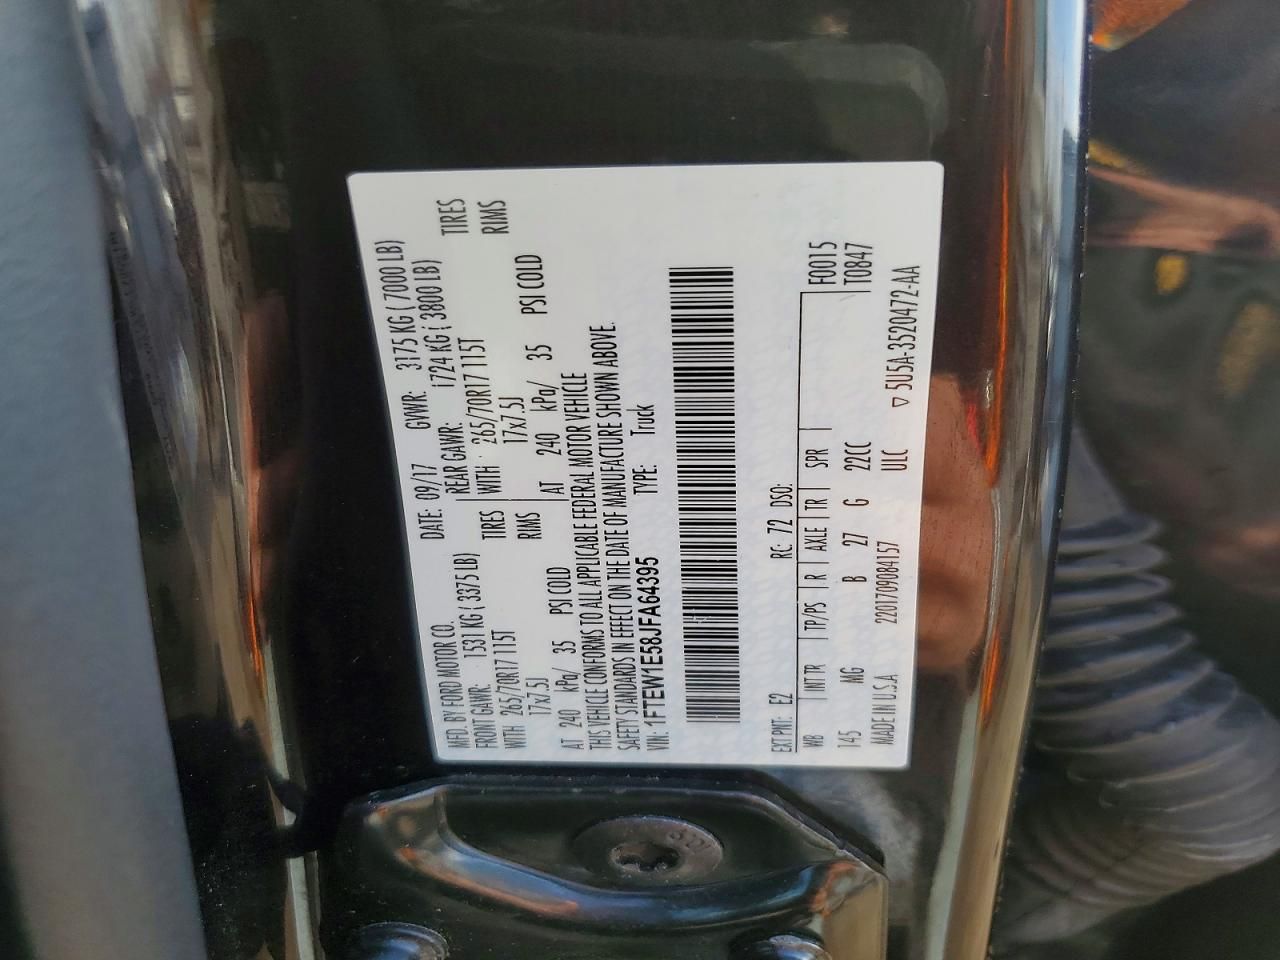 MFD. BY FORD MOTOR CO.
DATE: 09/17 GVWR: 3175 KG ( 7000 LB)
FRONT GAWR: 1531 KG ( 3375 LB)
REAR GAWR: 1724 KG ( 3800 LB)
WITH 265/70R17 115T TIRES
WITH 265/70R17 115T TIRES
17x7.5J RIMS
17x7.5J RIMS
AT 240 kPa/ 35 PSI COLD
AT 240 kPa/ 35 PSI COLD
THIS VEHICLE CONFORMS TO ALL APPLICABLE FEDERAL MOTOR VEHICLE
SAFETY STANDARDS IN EFFECT ON THE DATE OF MANUFACTURE SHOWN ABOVE.
VIN: 1FTEW1E58JFA64395 TYPE: Truck
EXT PNT: E2 RC: 72 DSO:
F0015
WB INT TR TP/PS R AXLE TR SPR T0847
145 MG B 27 G 22CC
MADE IN U.S.A 2201709084157 ULC ▽ 5U5A-3520472-AA